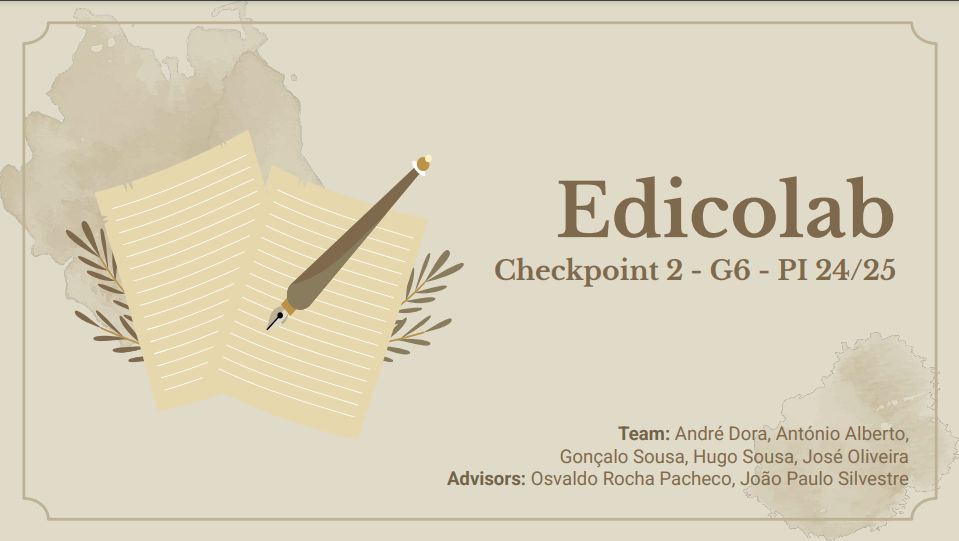 Edicolab
Checkpoint 2 - G6 - PI 24/25
Team: André Dora, António Alberto,
Gonçalo Sousa, Hugo Sousa, José Oliveira
Advisors: Osvaldo Rocha Pacheco, João Paulo Silvestre